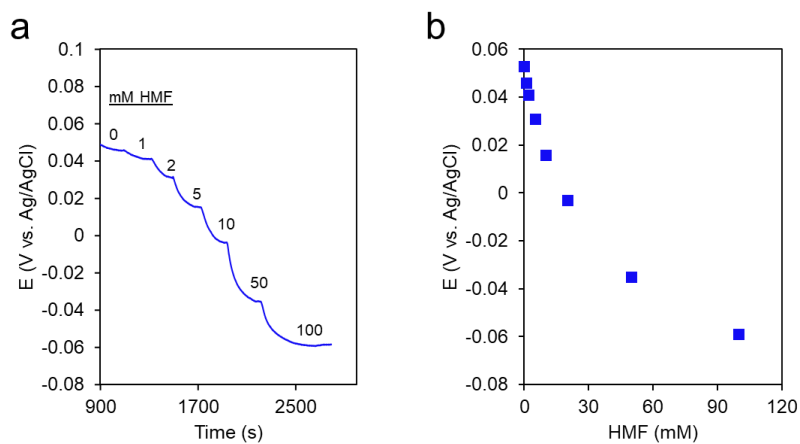 a
0.1
0.08
0.06
0.04
0.02
0
-0.02
-0.04
-0.06
-0.08
E (V vs. Ag/AgCl)
mM HMF
0
1
2
5
10
50
100
900 1700 2500
Time (s)
b
0.06
0.04
0.02
0
-0.02
-0.04
-0.06
-0.08
E (V vs. Ag/AgCl)
0 30 60 90 120
HMF (mM)